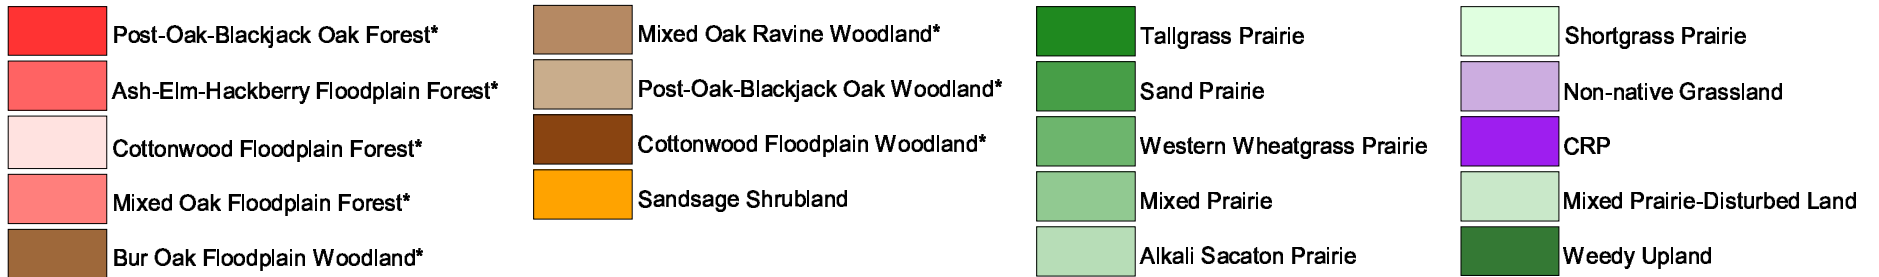 Post-Oak-Blackjack Oak Forest*
Ash-Elm-Hackberry Floodplain Forest*
Cottonwood Floodplain Forest*
Mixed Oak Floodplain Forest*
Bur Oak Floodplain Woodland*
Mixed Oak Ravine Woodland*
Post-Oak-Blackjack Oak Woodland*
Cottonwood Floodplain Woodland*
Sandsage Shrubland
Tallgrass Prairie
Sand Prairie
Western Wheatgrass Prairie
Mixed Prairie
Alkali Sacaton Prairie
Shortgrass Prairie
Non-native Grassland
CRP
Mixed Prairie-Disturbed Land
Weedy Upland